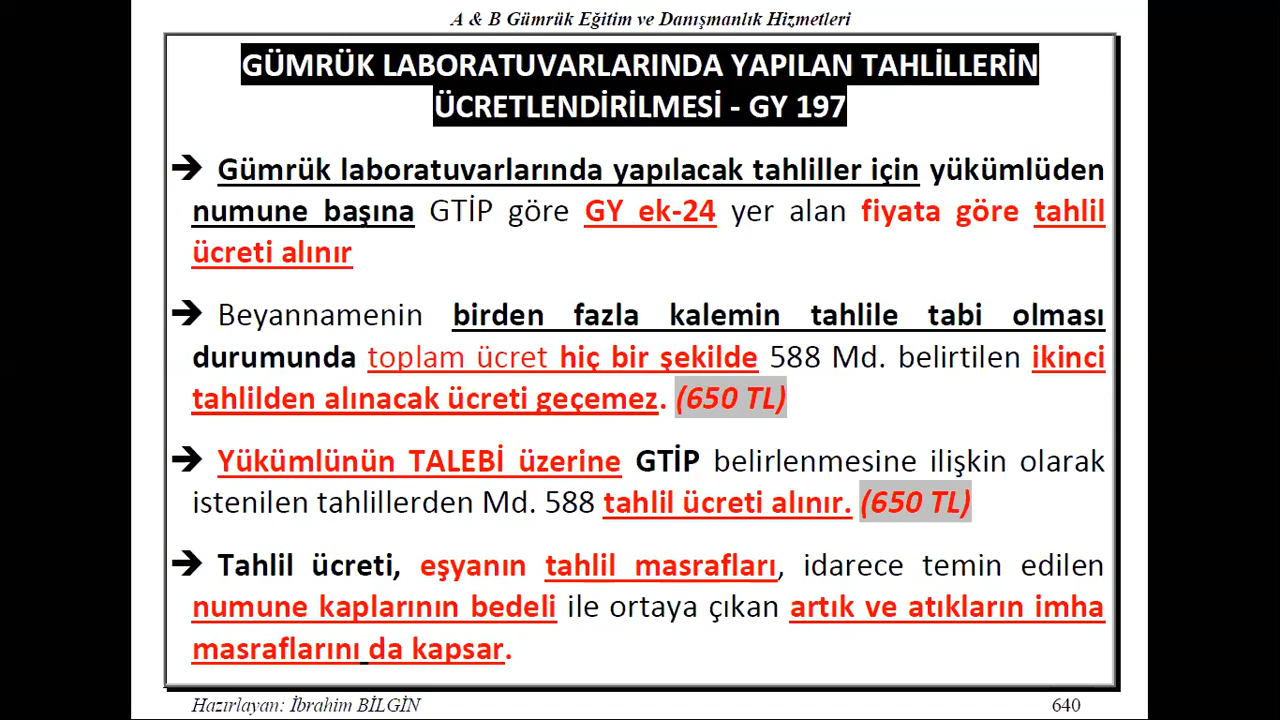 A & B Gümrük Eğitim ve Danışmanlık Hizmetleri
GÜMRÜK LABORATUVARLARINDA YAPILAN TAHLİLLERİN
ÜCRETLENDİRİLMESİ - GY 197
➔ Gümrük laboratuvarlarında yapılacak tahliller için yükümlüden
numune başına GTİP göre GY ek-24 yer alan fiyata göre tahlil
ücreti alınır
➔ Beyannamenin birden fazla kalemin tahlile tabi olması
durumunda toplam ücret hiç bir şekilde 588 Md. belirtilen ikinci
tahlilden alınacak ücreti geçemez. (650 TL)
➔ Yükümlünün TALEBİ üzerine GTİP belirlenmesine ilişkin olarak
istenilen tahlillerden Md. 588 tahlil ücreti alınır. (650 TL)
➔ Tahlil ücreti, eşyanın tahlil masrafları, idarece temin edilen
numune kaplarının bedeli ile ortaya çıkan artık ve atıkların imha
masraflarını da kapsar.
Hazırlayan: İbrahim BİLGİN
640